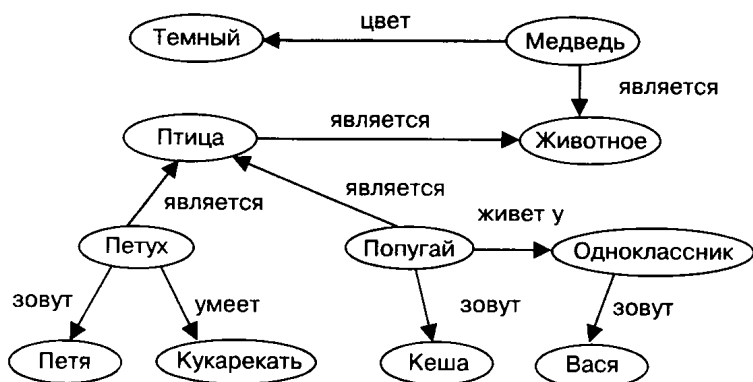 цвет
Темный Медведь
является
является
Птица Животное
является
является
живет у
Петух Попугай Одноклассник
зовут умеет зовут зовут
Петя Кукарекать Кеша Вася